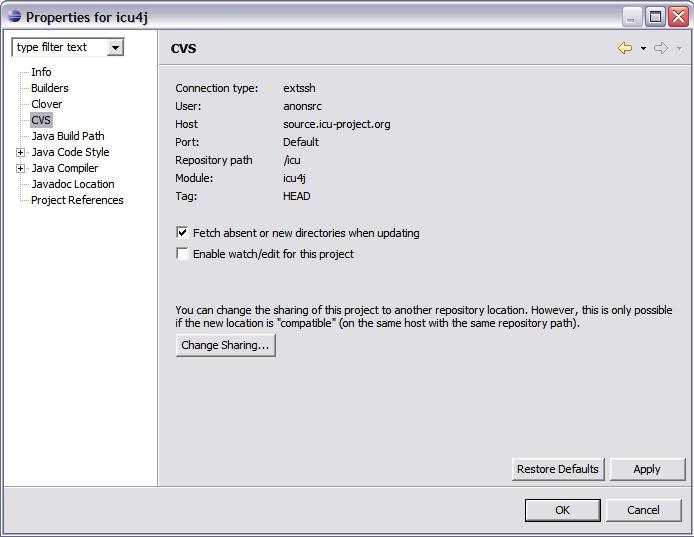 Properties for icu4j
type filter text
Info
Builders
Clover
CVS
Java Build Path
Java Code Style
Java Compiler
Javadoc Location
Project References
CVS
Connection type: extssh
User: anonsrc
Host source.icu-project.org
Port: Default
Repository path /icu
Module: icu4j
Tag: HEAD
Fetch absent or new directories when updating
Enable watch/edit for this project
You can change the sharing of this project to another repository location. However, this is only possible
if the new location is "compatible" (on the same host with the same repository path).
Change Sharing...
Restore Defaults Apply
OK Cancel